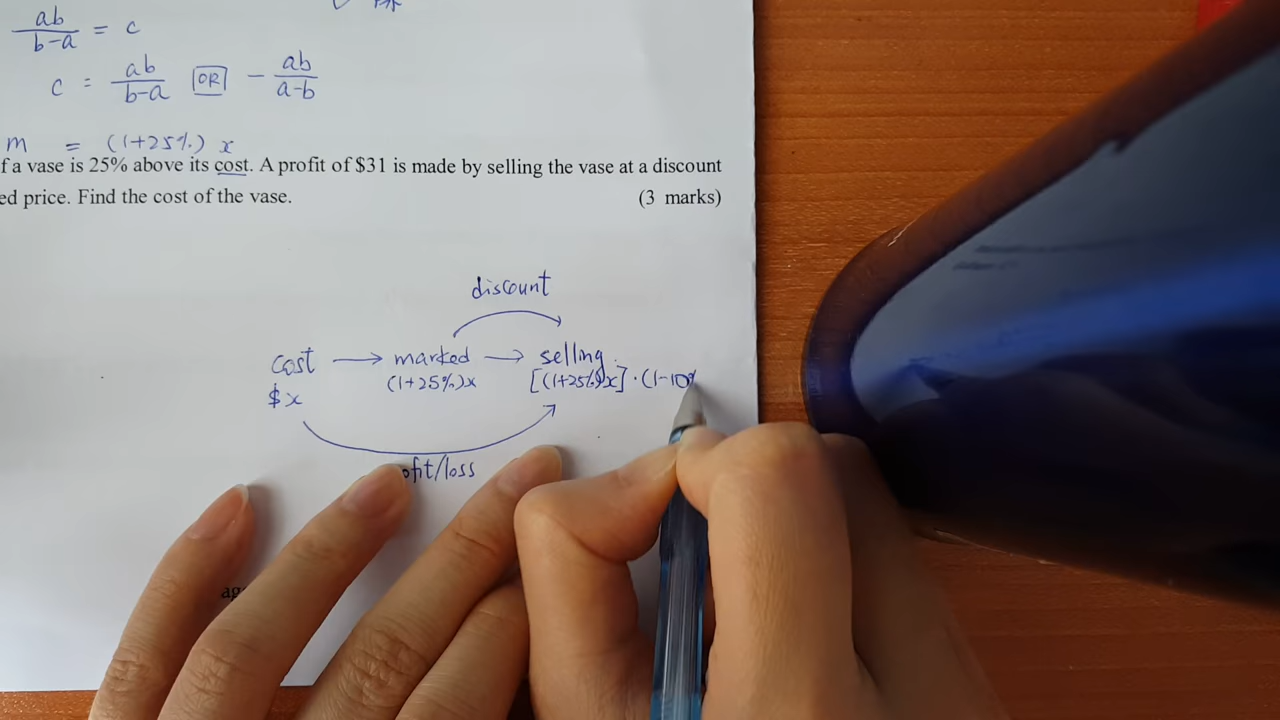 ab/(b-a) = c
c = ab/(b-a) OR - ab/(a-b)
m = (1+25%) x
f a vase is 25% above its cost. A profit of $31 is made by selling the vase at a discount
ed price. Find the cost of the vase. (3 marks)
discount
cost → marked → selling
$x (1+25%)x [(1+25%)x]·(1-10%
ofit/loss